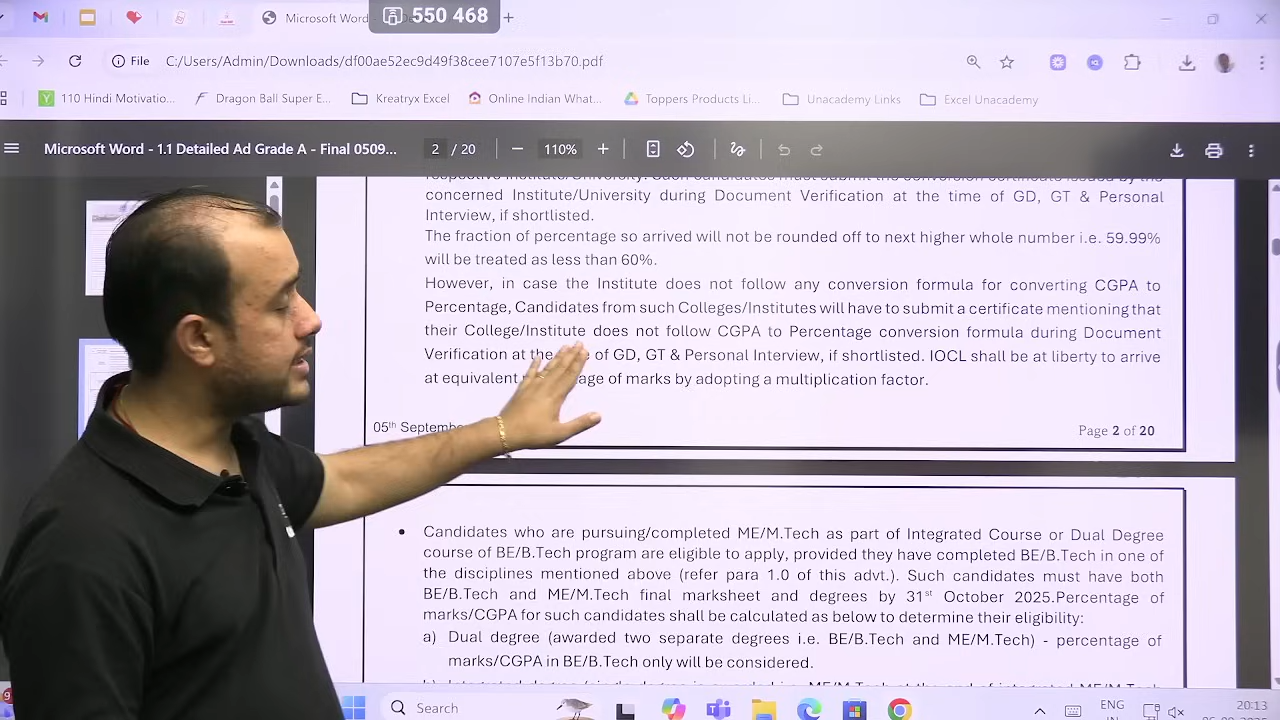 Microsoft Word
550 468
+
File C:/Users/Admin/Downloads/df00ae52ec9d49f38cee7107e5f13b70.pdf
110 Hindi Motivatio... Dragon Ball Super E... Kreatryx Excel Online Indian What... Toppers Products Li... Unacademy Links Excel Unacademy
Microsoft Word - 1.1 Detailed Ad Grade A - Final 0509... 2 / 20 − 110% +
concerned Institute/University during Document Verification at the time of GD, GT & Personal
Interview, if shortlisted.
The fraction of percentage so arrived will not be rounded off to next higher whole number i.e. 59.99%
will be treated as less than 60%.
However, in case the Institute does not follow any conversion formula for converting CGPA to
Percentage, Candidates from such Colleges/Institutes will have to submit a certificate mentioning that
their College/Institute does not follow CGPA to Percentage conversion formula during Document
Verification at the of GD, GT & Personal Interview, if shortlisted. IOCL shall be at liberty to arrive
at equivalent of marks by adopting a multiplication factor.
05th
Page 2 of 20
• Candidates who are pursuing/completed ME/M.Tech as part of Integrated Course or Dual Degree
course of BE/B.Tech program are eligible to apply, provided they have completed BE/B.Tech in one of
the disciplines mentioned above (refer para 1.0 of this advt.). Such candidates must have both
BE/B.Tech and ME/M.Tech final marksheet and degrees by 31st October 2025.Percentage of
marks/CGPA for such candidates shall be calculated as below to determine their eligibility:
a) Dual degree (awarded two separate degrees i.e. BE/B.Tech and ME/M.Tech) - percentage of
marks/CGPA in BE/B.Tech only will be considered.
Search
ENG
IN
20:13